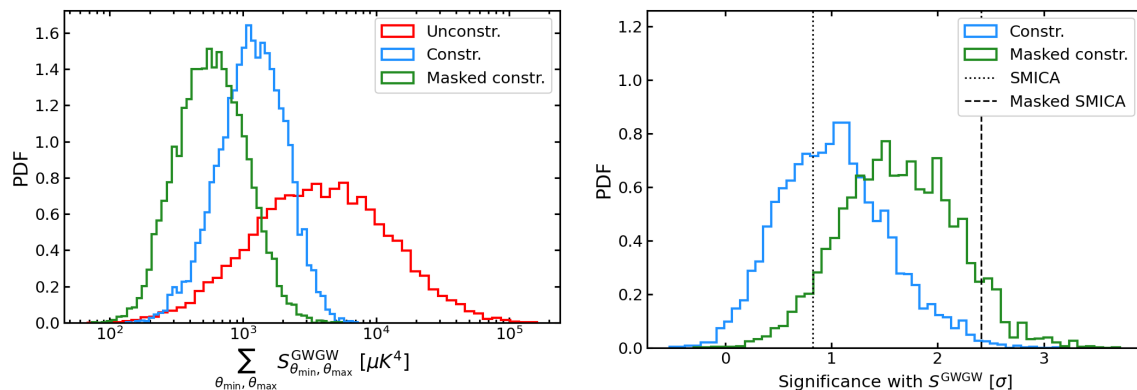 1.6
1.4
1.2
1.0
0.8
0.6
0.4
0.2
0.0
PDF
Unconstr.
Constr.
Masked constr.
10² 10³ 10⁴ 10⁵
∑ S^GWGW_θmin, θmax [μK⁴]
θmin, θmax
1.2
1.0
0.8
0.6
0.4
0.2
0.0
PDF
Constr.
Masked constr.
SMICA
Masked SMICA
0 1 2 3
Significance with S^GWGW [σ]